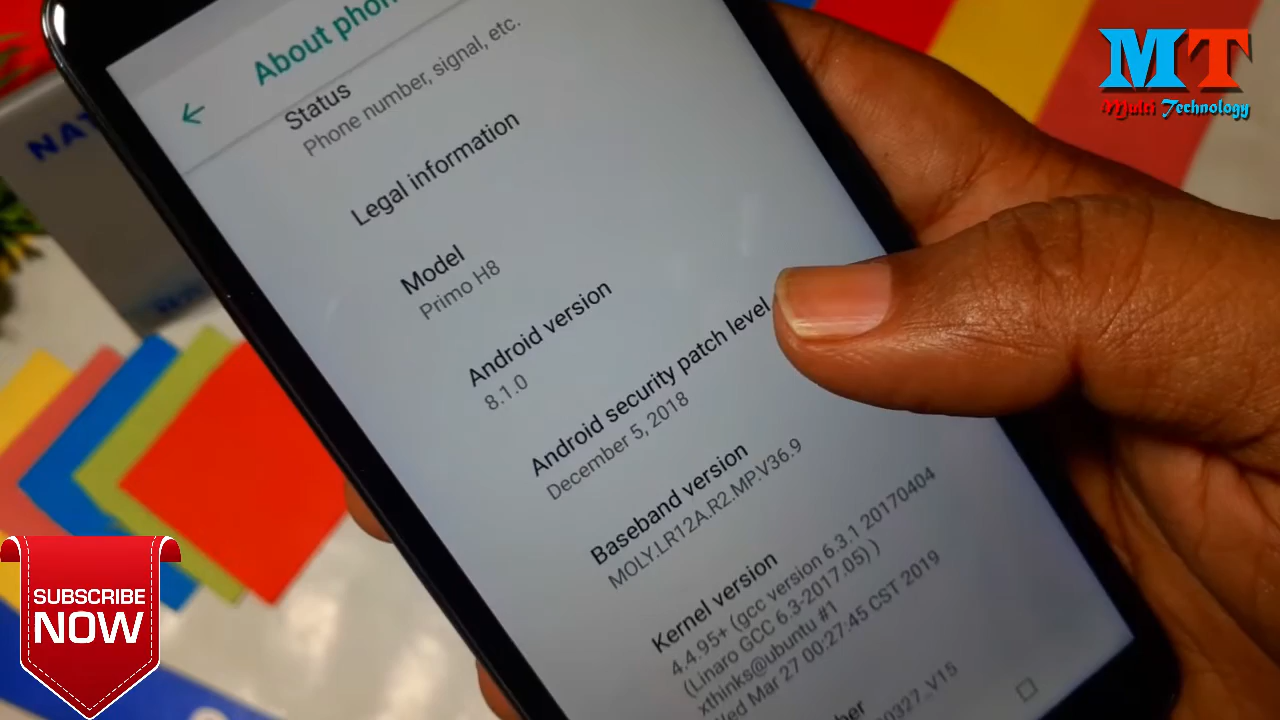 About phon
Status
Phone number, signal, etc.
Legal information
Model
Primo H8
Android version
8.1.0
Android security patch level
December 5, 2018
Baseband version
MOLY.LR12A.R2.MP.V36.9
Kernel version
4.4.95+ (gcc version 6.3.1 20170404
(Linaro GCC 6.3-2017.05) )
xthinks@ubuntu #1
Wed Mar 27 00:27:45 CST 2019
MT
Multi Technology
NAT
SUBSCRIBE
NOW